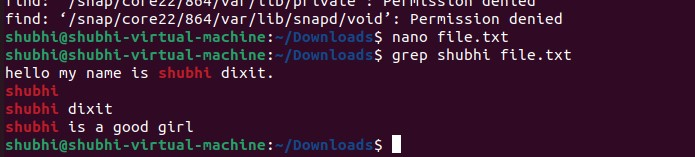 find: ‘/snap/core22/864/var/lib/private’: Permission denied
find: ‘/snap/core22/864/var/lib/snapd/void’: Permission denied
shubhi@shubhi-virtual-machine:~/Downloads$ nano file.txt
shubhi@shubhi-virtual-machine:~/Downloads$ grep shubhi file.txt
hello my name is shubhi dixit.
shubhi
shubhi dixit
shubhi is a good girl
shubhi@shubhi-virtual-machine:~/Downloads$